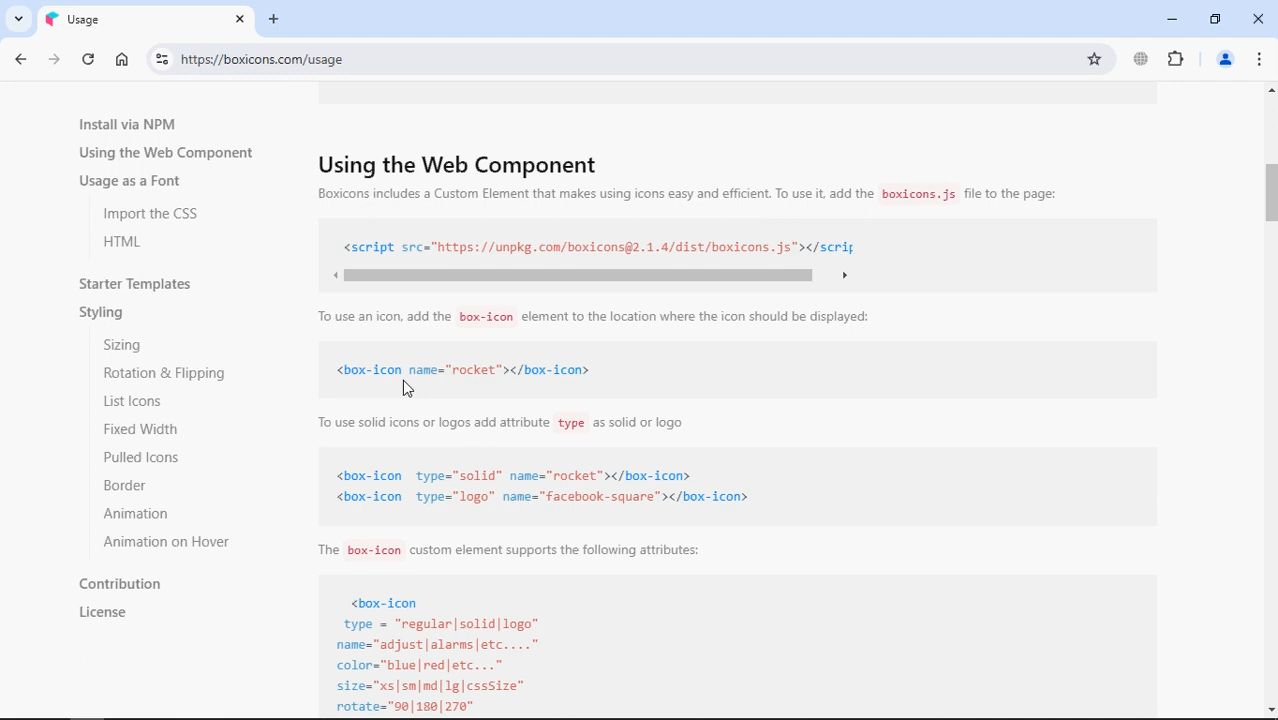 Usage
https://boxicons.com/usage
Install via NPM
Using the Web Component
Usage as a Font
Import the CSS
HTML
Starter Templates
Styling
Sizing
Rotation & Flipping
List Icons
Fixed Width
Pulled Icons
Border
Animation
Animation on Hover
Contribution
License
Using the Web Component
Boxicons includes a Custom Element that makes using icons easy and efficient. To use it, add the boxicons.js file to the page:
<script src="https://unpkg.com/boxicons@2.1.4/dist/boxicons.js"></scrip
To use an icon, add the box-icon element to the location where the icon should be displayed:
<box-icon name="rocket"></box-icon>
To use solid icons or logos add attribute type as solid or logo
<box-icon  type="solid" name="rocket"></box-icon>
<box-icon  type="logo" name="facebook-square"></box-icon>
The box-icon custom element supports the following attributes:
<box-icon
type = "regular|solid|logo"
name="adjust|alarms|etc...."
color="blue|red|etc..."
size="xs|sm|md|lg|cssSize"
rotate="90|180|270"